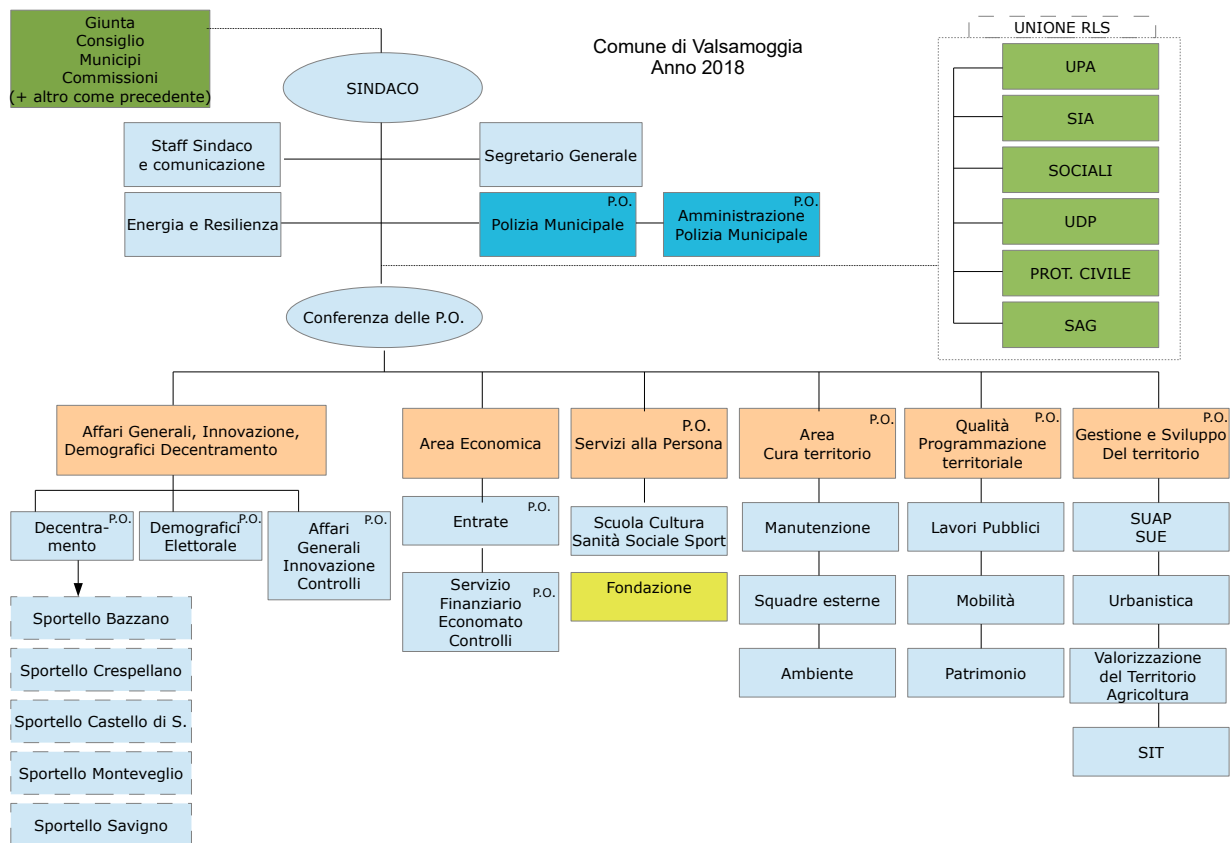 Giunta
Consiglio
Municipi
Commissioni
(+ altro come precedente)
SINDACO
Comune di Valsamoggia
Anno 2018
UNIONE RLS
UPA
SIA
SOCIALI
UDP
PROT. CIVILE
SAG
Staff Sindaco
e comunicazione
Segretario Generale
Energia e Resilienza
P.O.
Polizia Municipale
P.O.
Amministrazione
Polizia Municipale
Conferenza delle P.O.
Affari Generali, Innovazione,
Demografici Decentramento
Area Economica
P.O.
Servizi alla Persona
P.O.
Area
Cura territorio
P.O.
Qualità
Programmazione
territoriale
P.O.
Gestione e Sviluppo
Del territorio
P.O.
Decentra-
mento
P.O.
Demografici
Elettorale
P.O.
Affari
Generali
Innovazione
Controlli
P.O.
Entrate
Scuola Cultura
Sanità Sociale Sport
Manutenzione
Lavori Pubblici
SUAP
SUE
Servizio
P.O.
Finanziario
Economato
Controlli
Fondazione
Squadre esterne
Mobilità
Urbanistica
Sportello Bazzano
Sportello Crespellano
Sportello Castello di S.
Sportello Monteveglio
Sportello Savigno
Ambiente
Patrimonio
Valorizzazione
del Territorio
Agricoltura
SIT